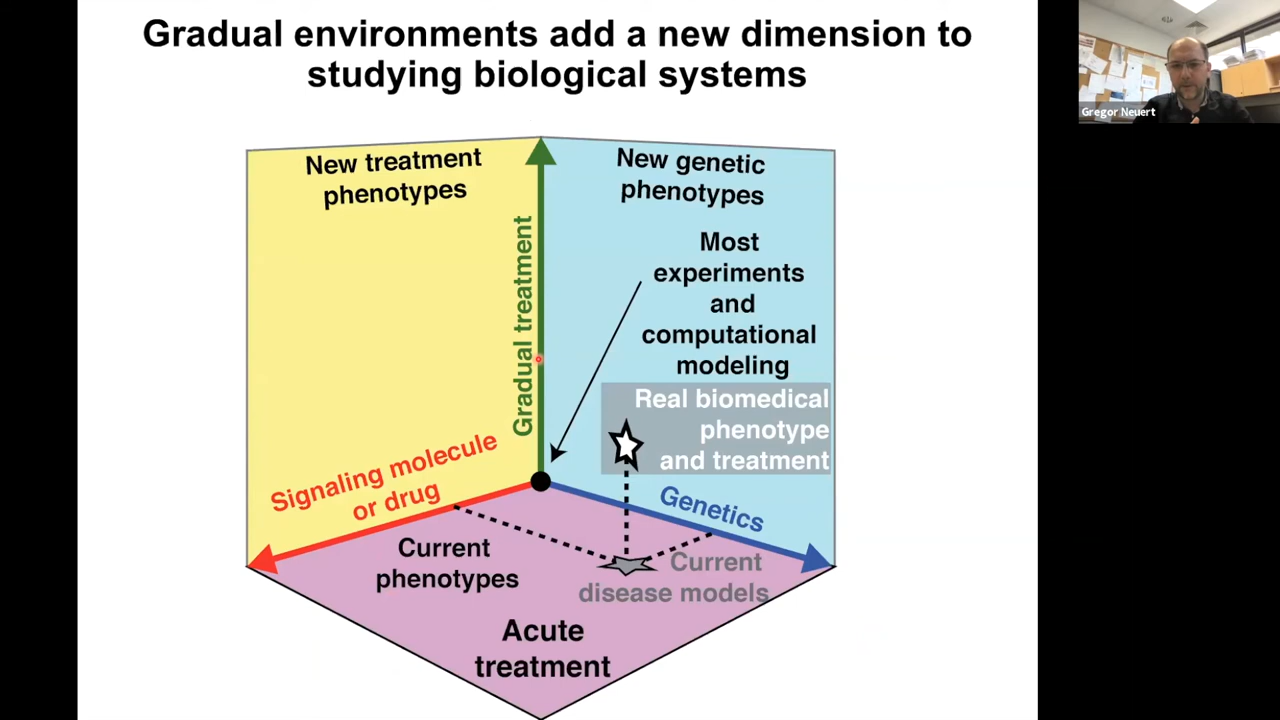 Gradual environments add a new dimension to
studying biological systems
Gregor Neuert
New treatment
phenotypes
New genetic
phenotypes
Gradual treatment
Most
experiments
and
computational
modeling
Real biomedical
phenotype
and treatment
Signaling molecule
or drug
Genetics
Current
phenotypes
Current
disease models
Acute
treatment